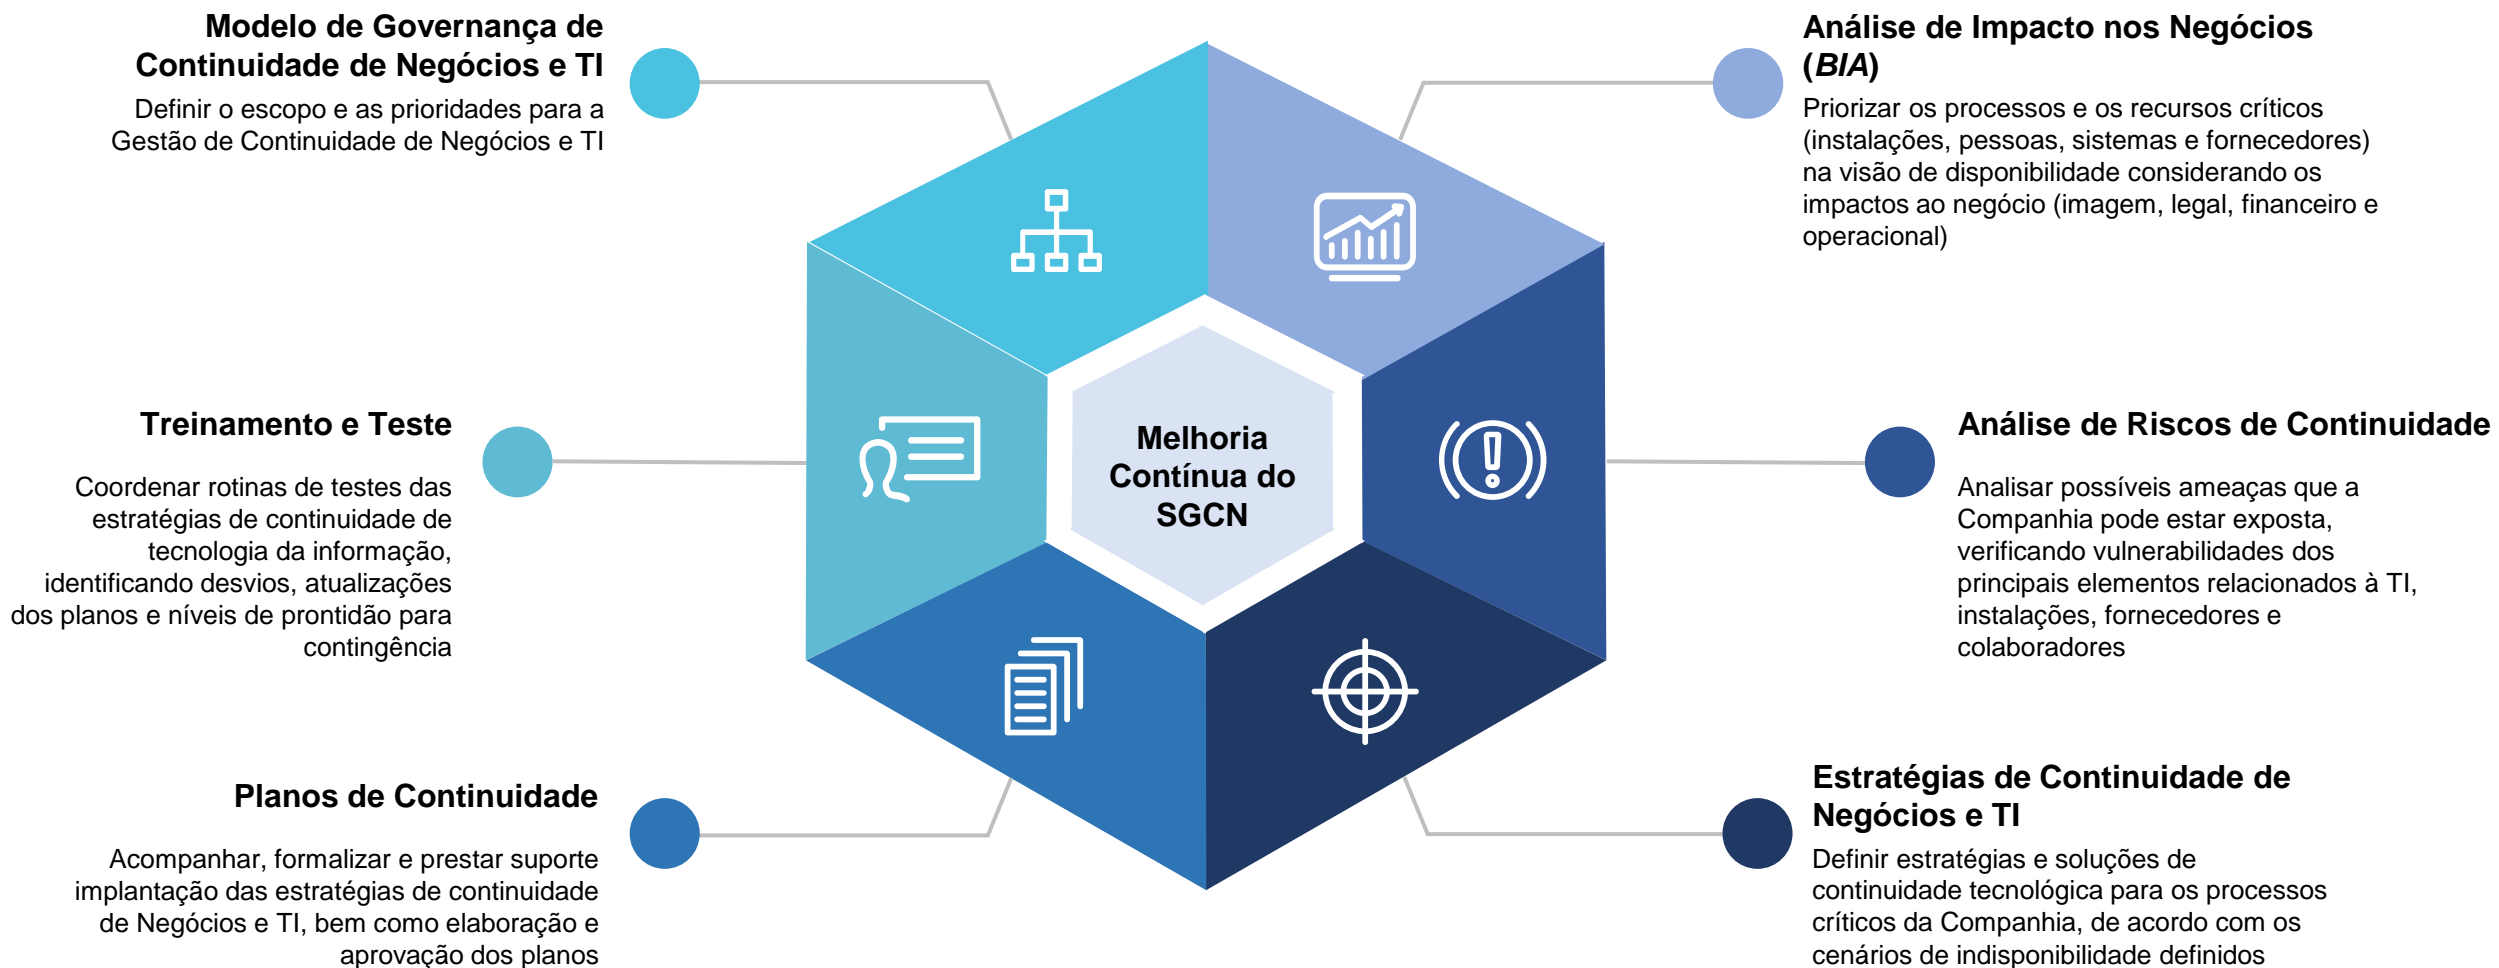 Modelo de Governança de
Continuidade de Negócios e TI
Definir o escopo e as prioridades para a
Gestão de Continuidade de Negócios e TI
Análise de Impacto nos Negócios
(BIA)
Priorizar os processos e os recursos críticos
(instalações, pessoas, sistemas e fornecedores)
na visão de disponibilidade considerando os
impactos ao negócio (imagem, legal, financeiro e
operacional)
Treinamento e Teste
Coordenar rotinas de testes das
estratégias de continuidade de
tecnologia da informação,
identificando desvios, atualizações
dos planos e níveis de prontidão para
contingência
Melhoria
Contínua do
SGCN
Análise de Riscos de Continuidade
Analisar possíveis ameaças que a
Companhia pode estar exposta,
verificando vulnerabilidades dos
principais elementos relacionados à TI,
instalações, fornecedores e
colaboradores
Planos de Continuidade
Acompanhar, formalizar e prestar suporte
implantação das estratégias de continuidade
de Negócios e TI, bem como elaboração e
aprovação dos planos
Estratégias de Continuidade de
Negócios e TI
Definir estratégias e soluções de
continuidade tecnológica para os processos
críticos da Companhia, de acordo com os
cenários de indisponibilidade definidos